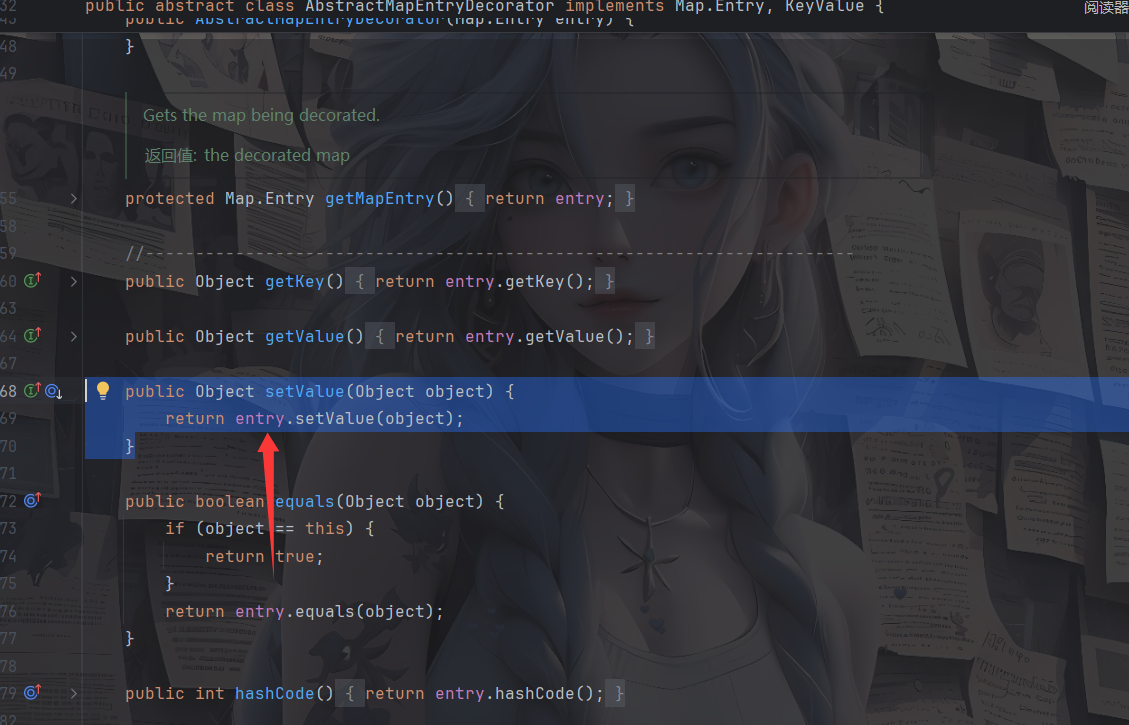 32 public abstract class AbstractMapEntryDecorator implements Map.Entry, KeyValue { 阅读器
45 public AbstractMapEntryDecorator(Map.Entry entry) {
48 }
49
Gets the map being decorated.
返回值: the decorated map
55 protected Map.Entry getMapEntry() { return entry; }
58
59 //-----------------------------------------------------------------------
60 public Object getKey() { return entry.getKey(); }
63
64 public Object getValue() { return entry.getValue(); }
67
68 public Object setValue(Object object) {
69 return entry.setValue(object);
70 }
71
72 public boolean equals(Object object) {
73 if (object == this) {
74 return true;
75 }
76 return entry.equals(object);
77 }
78
79 public int hashCode() { return entry.hashCode(); }
82